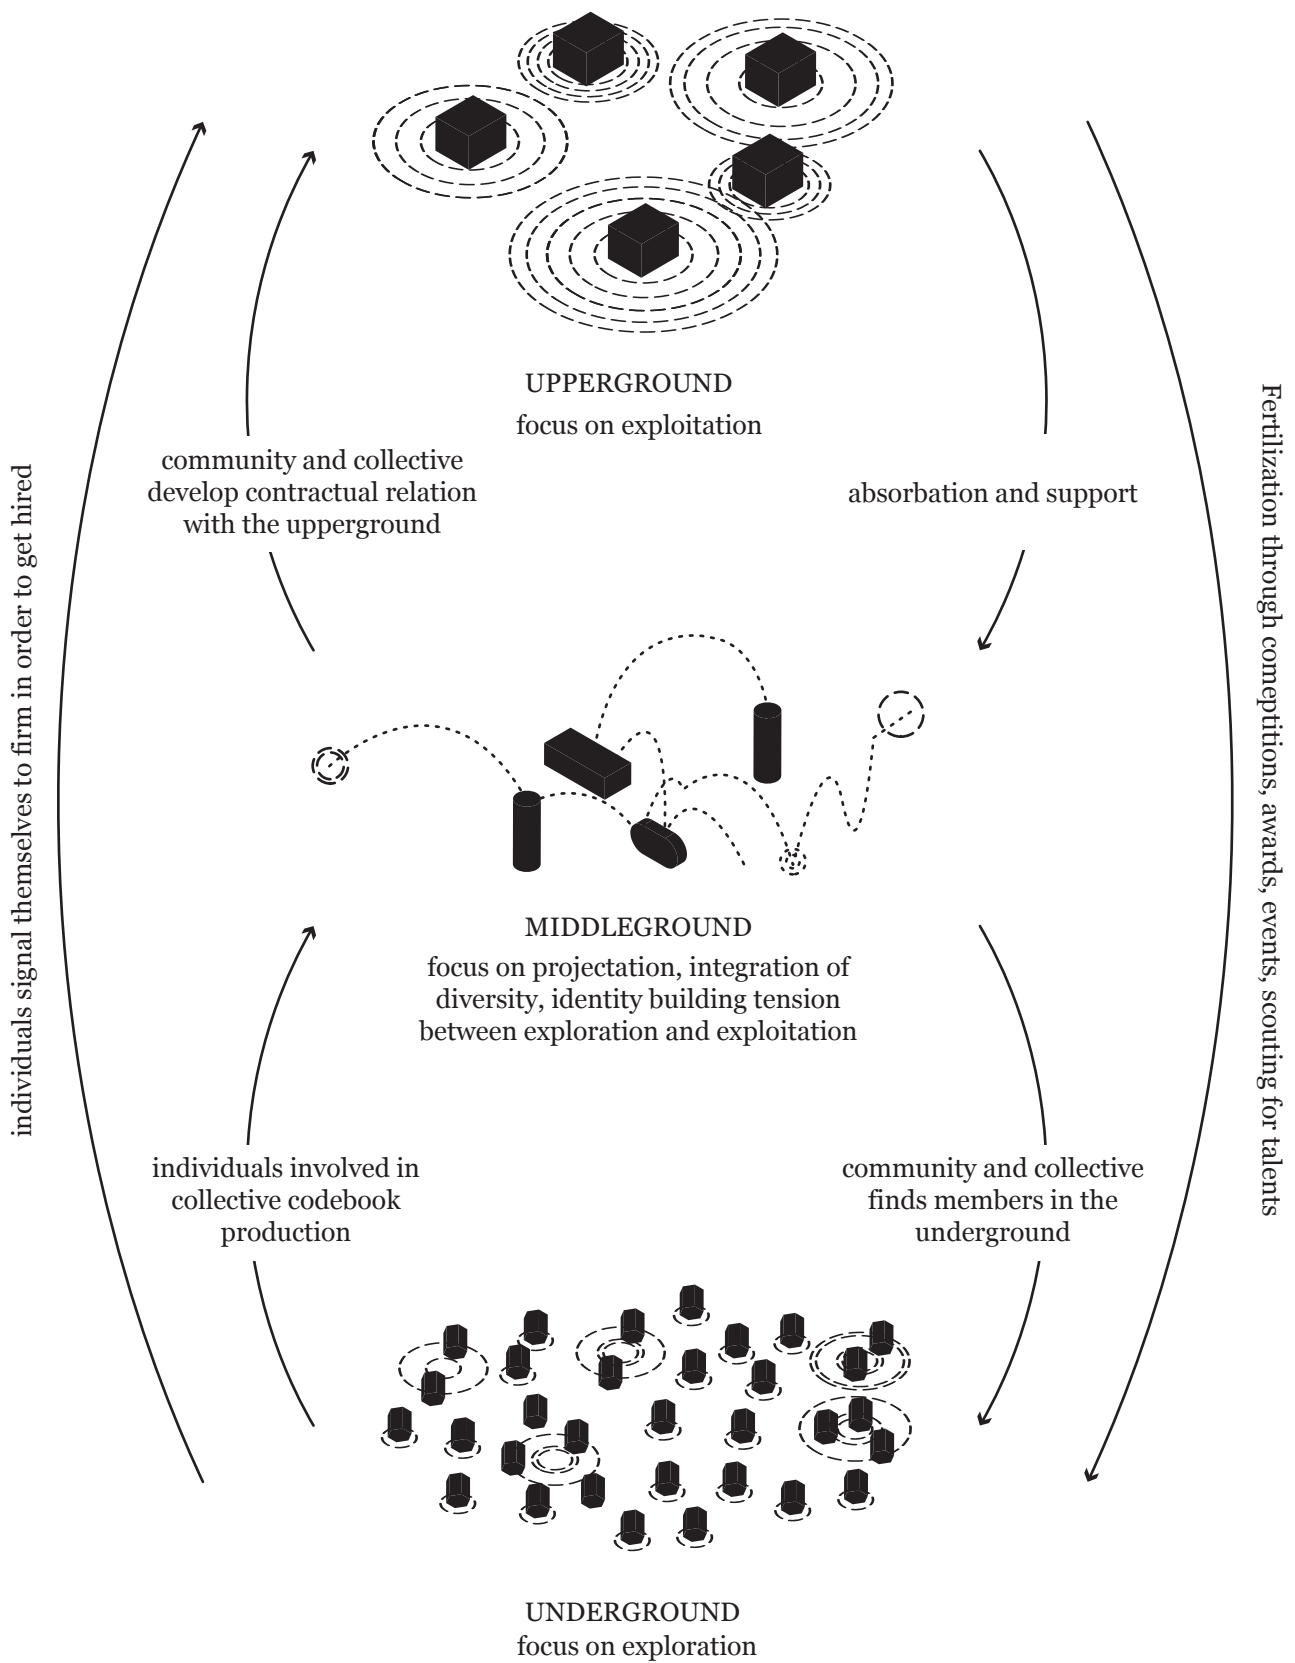 UPPERGROUND
focus on exploitation
community and collective
develop contractual relation
with the upperground
absorbation and support
individuals signal themselves to firm in order to get hired
Fertilization through comeptitions, awards, events, scouting for talents
MIDDLEGROUND
focus on projectation, integration of
diversity, identity building tension
between exploration and exploitation
individuals involved in
collective codebook
production
community and collective
finds members in the
underground
UNDERGROUND
focus on exploration